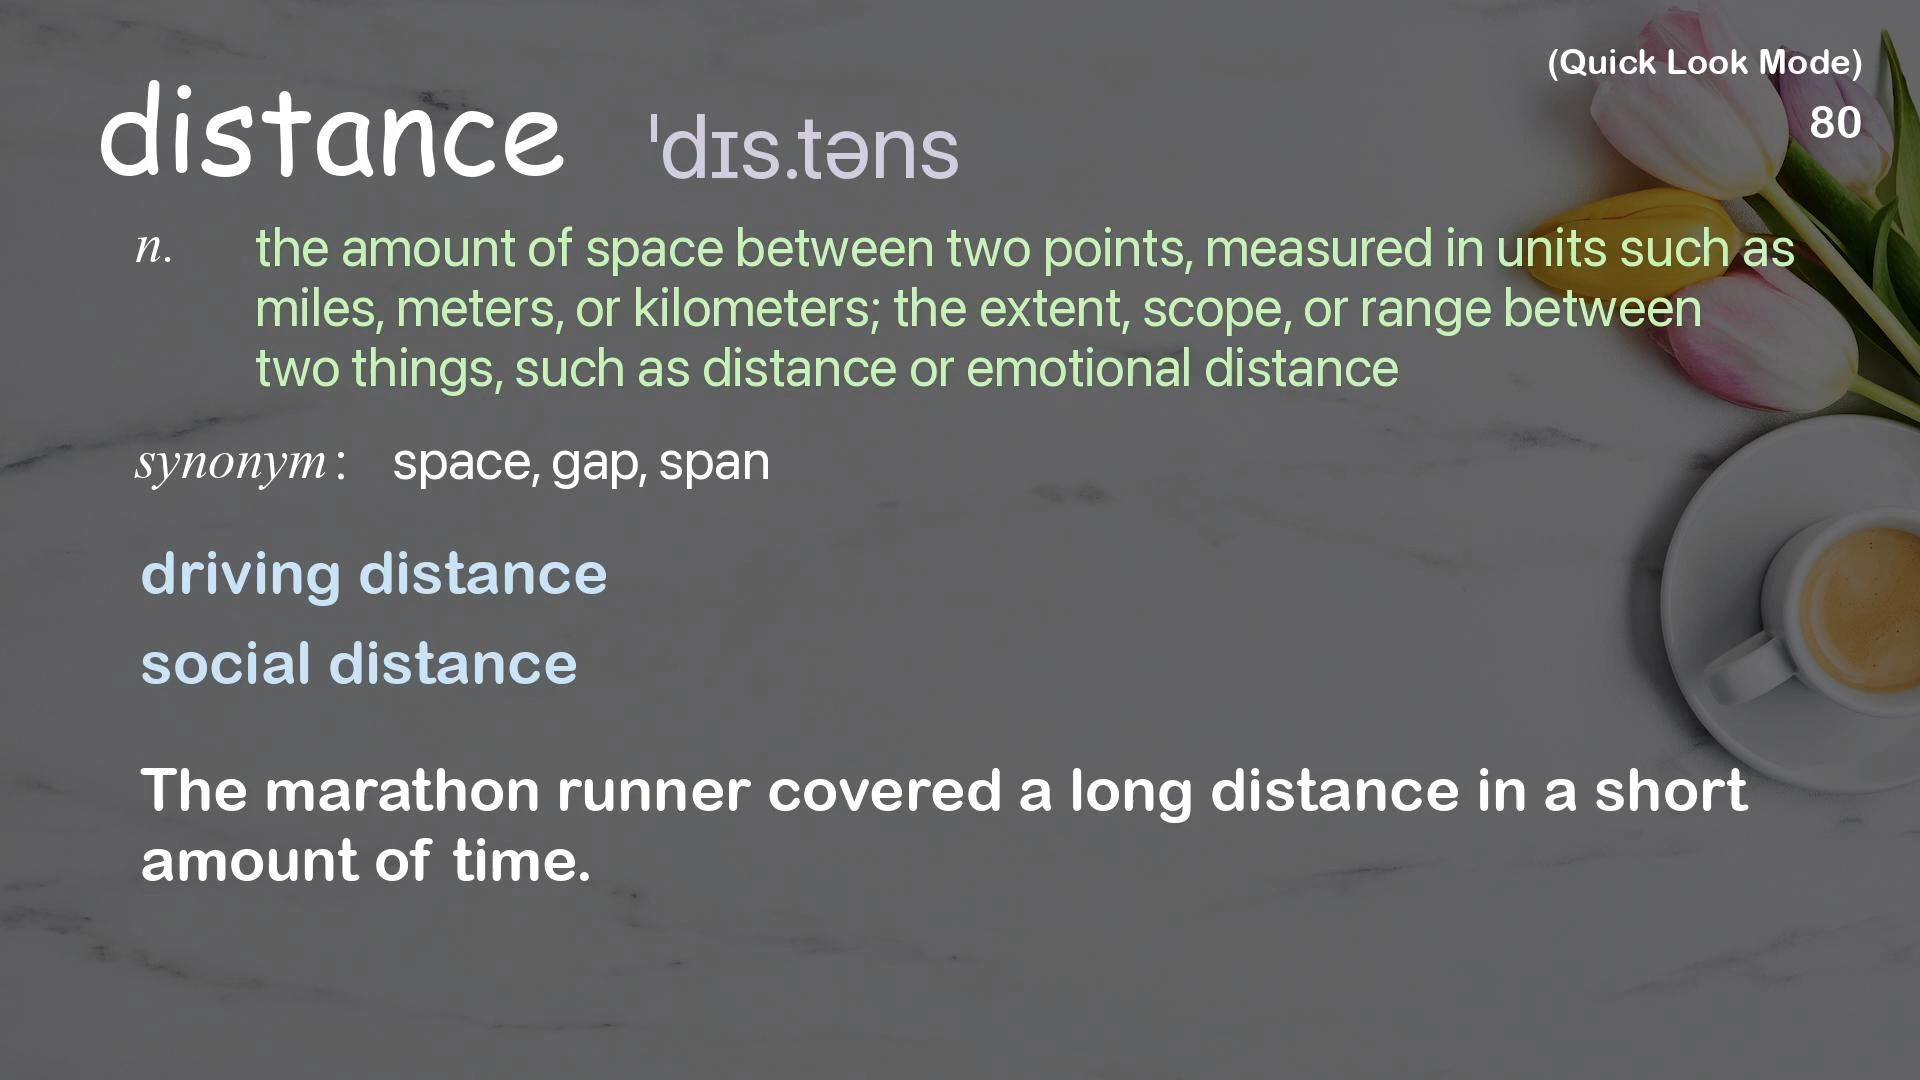 (Quick Look Mode)
80
distance ˈdɪs.təns
n. the amount of space between two points, measured in units such as
miles, meters, or kilometers; the extent, scope, or range between
two things, such as distance or emotional distance
synonym: space, gap, span
driving distance
social distance
The marathon runner covered a long distance in a short
amount of time.